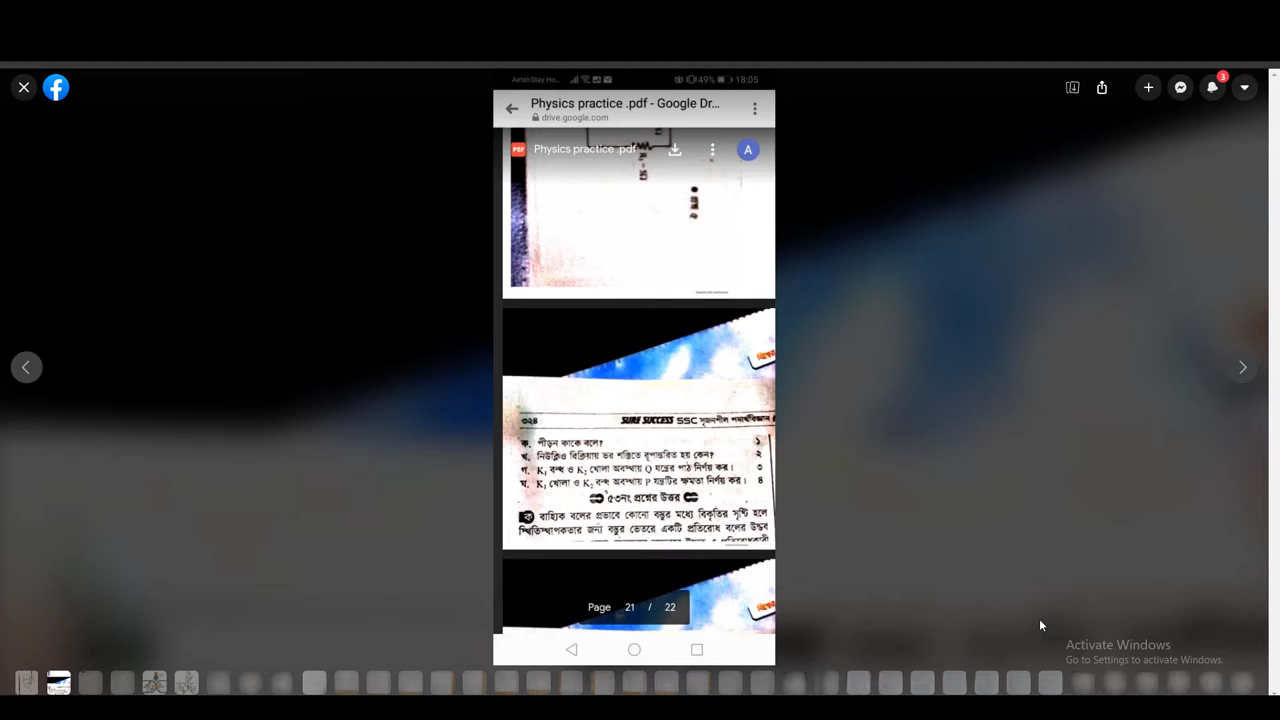 3
Airtel-Stay Ho...
49%
18:05
Physics practice .pdf - Google Dr...
drive.google.com
PDF
Physics practice .pdf
A
৩২৪
SURE SUCCESS SSC সৃজনশীল পদার্থবিজ্ঞান
ক. পীড়ন কাকে বলে? ১
খ. নিউক্লিও বিক্রিয়ায় ভর শক্তিতে রূপান্তরিত হয় কেন? ২
গ. K₁ বন্ধ ও K₂ খোলা অবস্থায় Q যন্ত্রের পাঠ নির্ণয় কর। ৩
ঘ. K₁ খোলা ও K₂ বন্ধ অবস্থায় P যন্ত্রটির ক্ষমতা নির্ণয় কর। ৪
৫৩নং প্রশ্নের উত্তর
ক বাহ্যিক বলের প্রভাবে কোনো বস্তুর মধ্যে বিকৃতির সৃষ্টি হলে
স্থিতিস্থাপকতার জন্য বস্তুর ভেতরে একটি প্রতিরোধ বলের উদ্ভব
Page 21 / 22
Activate Windows
Go to Settings to activate Windows.